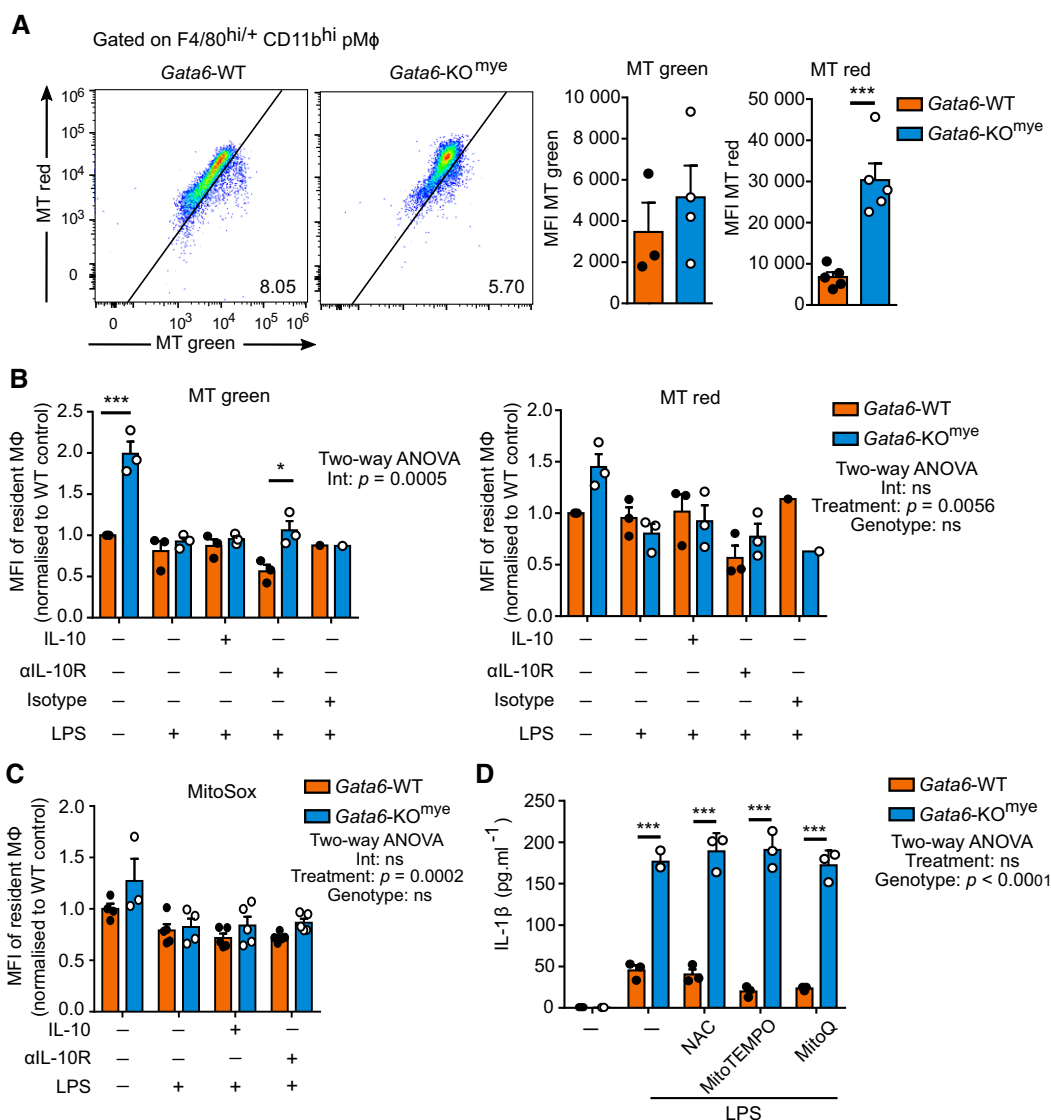 A
Gated on F4/80hi/+ CD11bhi pMϕ
Gata6-WT
Gata6-KOmye
MT red
10⁶
10⁵
10⁴
10³
0
8.05
5.70
0 10³ 10⁴ 10⁵ 10⁶
MT green
MT green
MFI MT green
10 000
8 000
6 000
4 000
2 000
0
MT red
MFI MT red
50 000
40 000
30 000
20 000
10 000
0
***
Gata6-WT
Gata6-KOmye
B
MT green
MFI of resident MΦ
(normalised to WT control)
2.5
2.0
1.5
1.0
0.5
0.0
***
*
Two-way ANOVA
Int: p = 0.0005
IL-10 – – + – –
αIL-10R – – – + –
Isotype – – – – +
LPS – + + + +
MT red
MFI of resident MΦ
(normalised to WT control)
2.0
1.5
1.0
0.5
0.0
Gata6-WT
Gata6-KOmye
Two-way ANOVA
Int: ns
Treatment: p = 0.0056
Genotype: ns
IL-10 – – + – –
αIL-10R – – – + –
Isotype – – – – +
LPS – + + + +
C
MitoSox
MFI of resident MΦ
(normalised to WT control)
2.0
1.5
1.0
0.5
0.0
Gata6-WT
Gata6-KOmye
Two-way ANOVA
Int: ns
Treatment: p = 0.0002
Genotype: ns
IL-10 – – + –
αIL-10R – – – +
LPS – + + +
D
IL-1β (pg.ml⁻¹)
250
200
150
100
50
0
*** *** *** ***
Gata6-WT
Gata6-KOmye
Two-way ANOVA
Treatment: ns
Genotype: p < 0.0001
– – NAC MitoTEMPO MitoQ
LPS